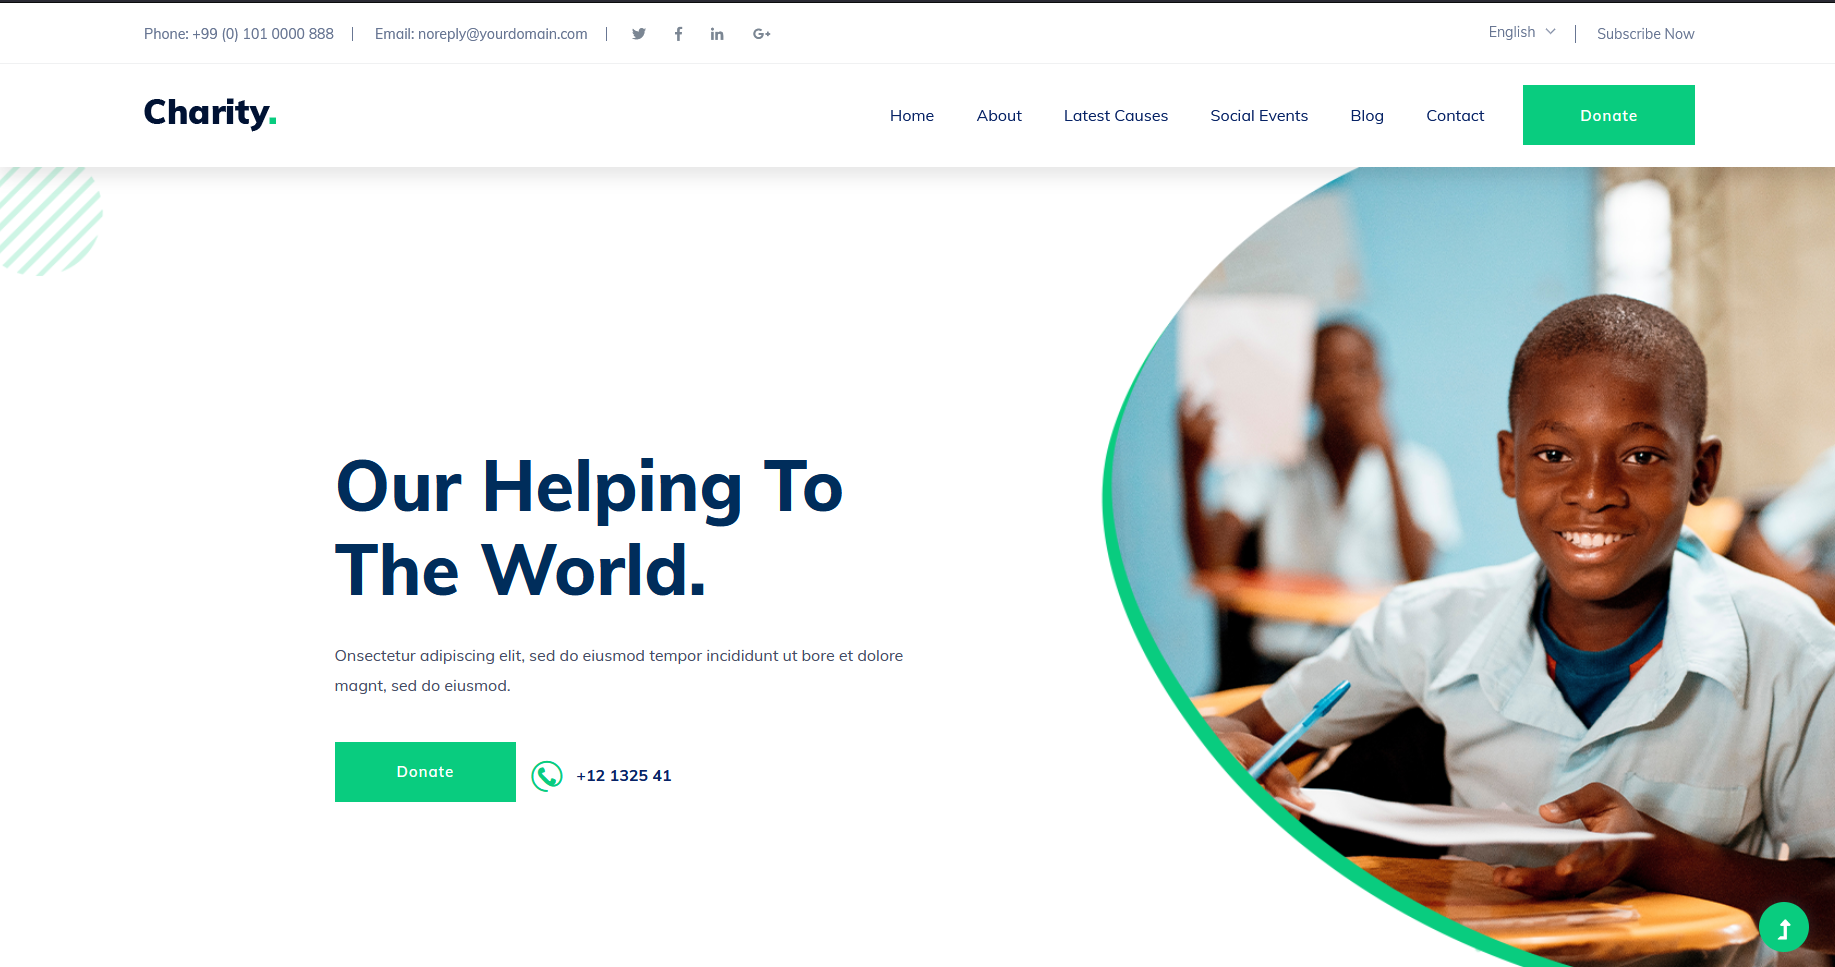 Phone: +99 (0) 101 0000 888
Email: noreply@yourdomain.com
English
Subscribe Now
Charity.
Home
About
Latest Causes
Social Events
Blog
Contact
Donate
Our Helping To
The World.
Onsectetur adipiscing elit, sed do eiusmod tempor incididunt ut bore et dolore
magnt, sed do eiusmod.
Donate
+12 1325 41